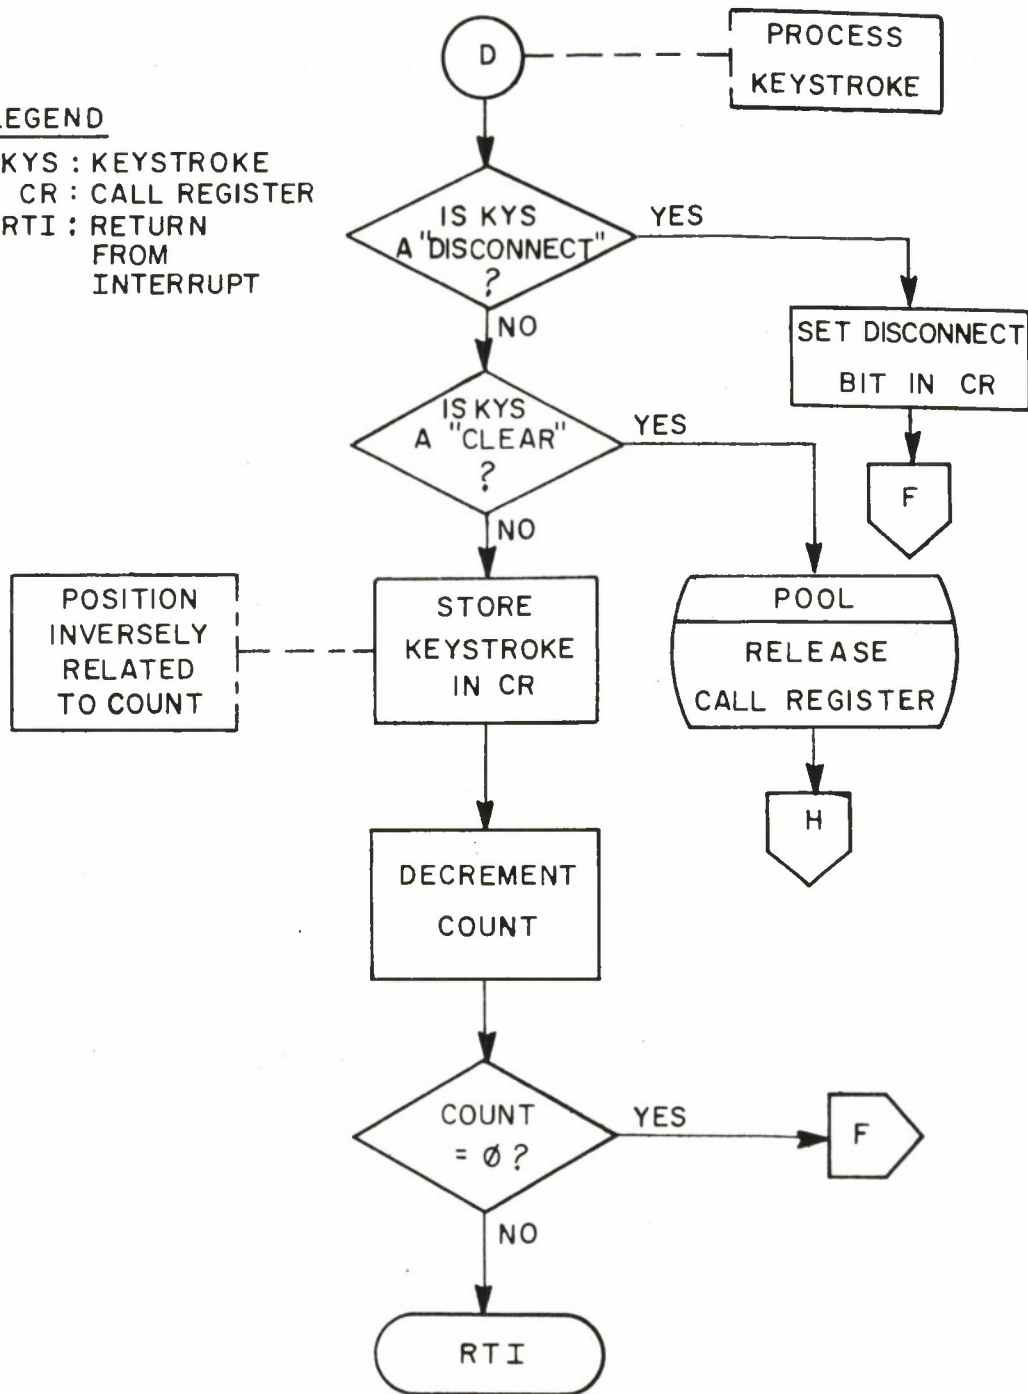 D
PROCESS
KEYSTROKE
LEGEND
KYS : KEYSTROKE
CR : CALL REGISTER
RTI : RETURN
FROM
INTERRUPT
IS KYS
A "DISCONNECT"
?
YES
NO
SET DISCONNECT
BIT IN CR
F
IS KYS
A "CLEAR"
?
YES
NO
POSITION
INVERSELY
RELATED
TO COUNT
STORE
KEYSTROKE
IN CR
POOL
RELEASE
CALL REGISTER
H
DECREMENT
COUNT
COUNT
= Ø ?
YES
F
NO
RTI